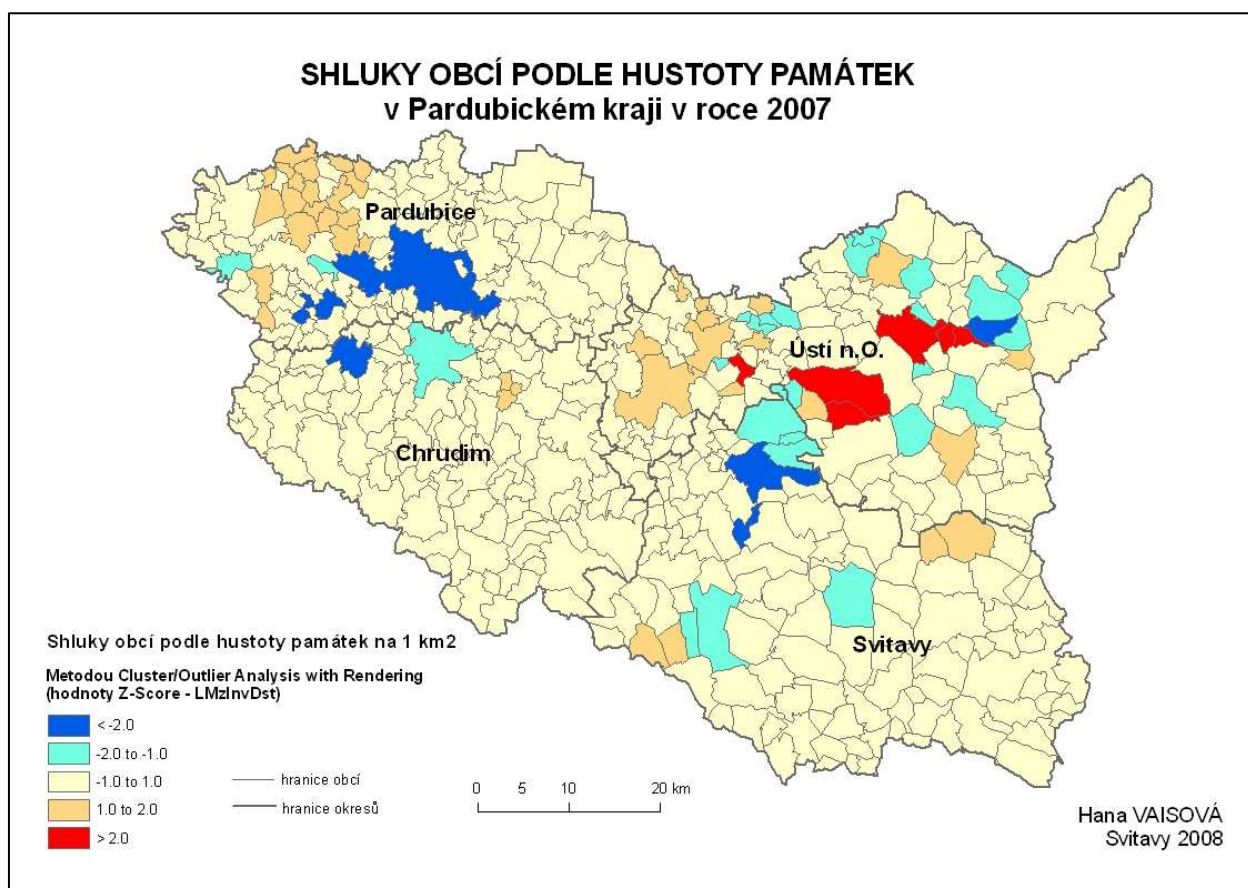 SHLUKY OBCÍ PODLE HUSTOTY PAMÁTEK
v Pardubickém kraji v roce 2007
Pardubice
Ústí n.O.
Chrudim
Svitavy
Shluky obcí podle hustoty památek na 1 km2
Metodou Cluster/Outlier Analysis with Rendering
(hodnoty Z-Score - LMzInvDst)
< -2.0
-2.0 to -1.0
-1.0 to 1.0
1.0 to 2.0
> 2.0
hranice obcí
hranice okresů
0 5 10 20 km
Hana VAISOVÁ
Svitavy 2008